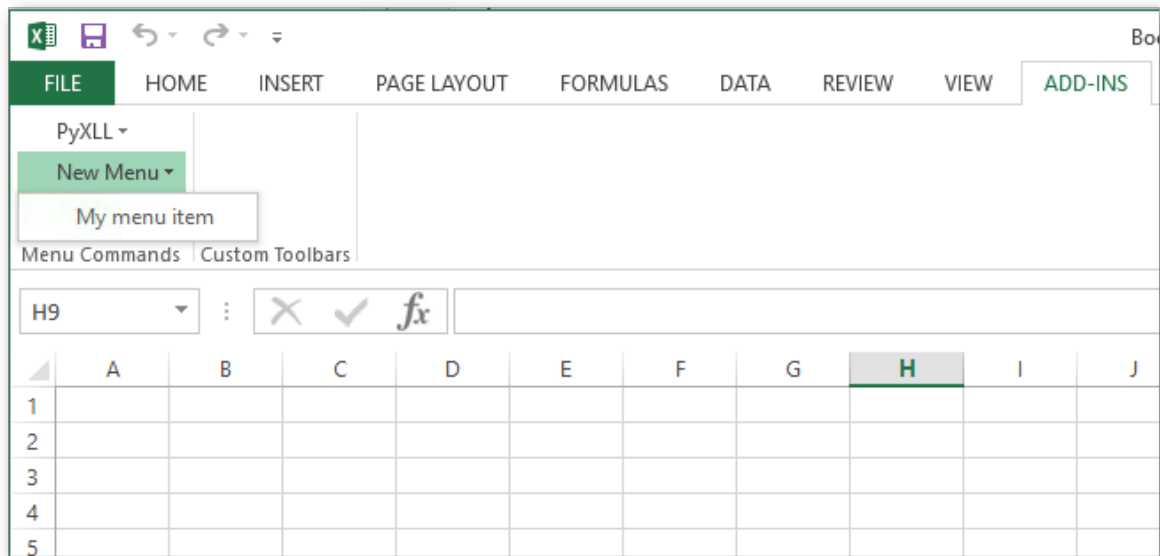 Boo
FILE HOME INSERT PAGE LAYOUT FORMULAS DATA REVIEW VIEW ADD-INS
PyXLL
New Menu
My menu item
Menu Commands Custom Toolbars
H9 fx
A B C D E F G H I J
1
2
3
4
5